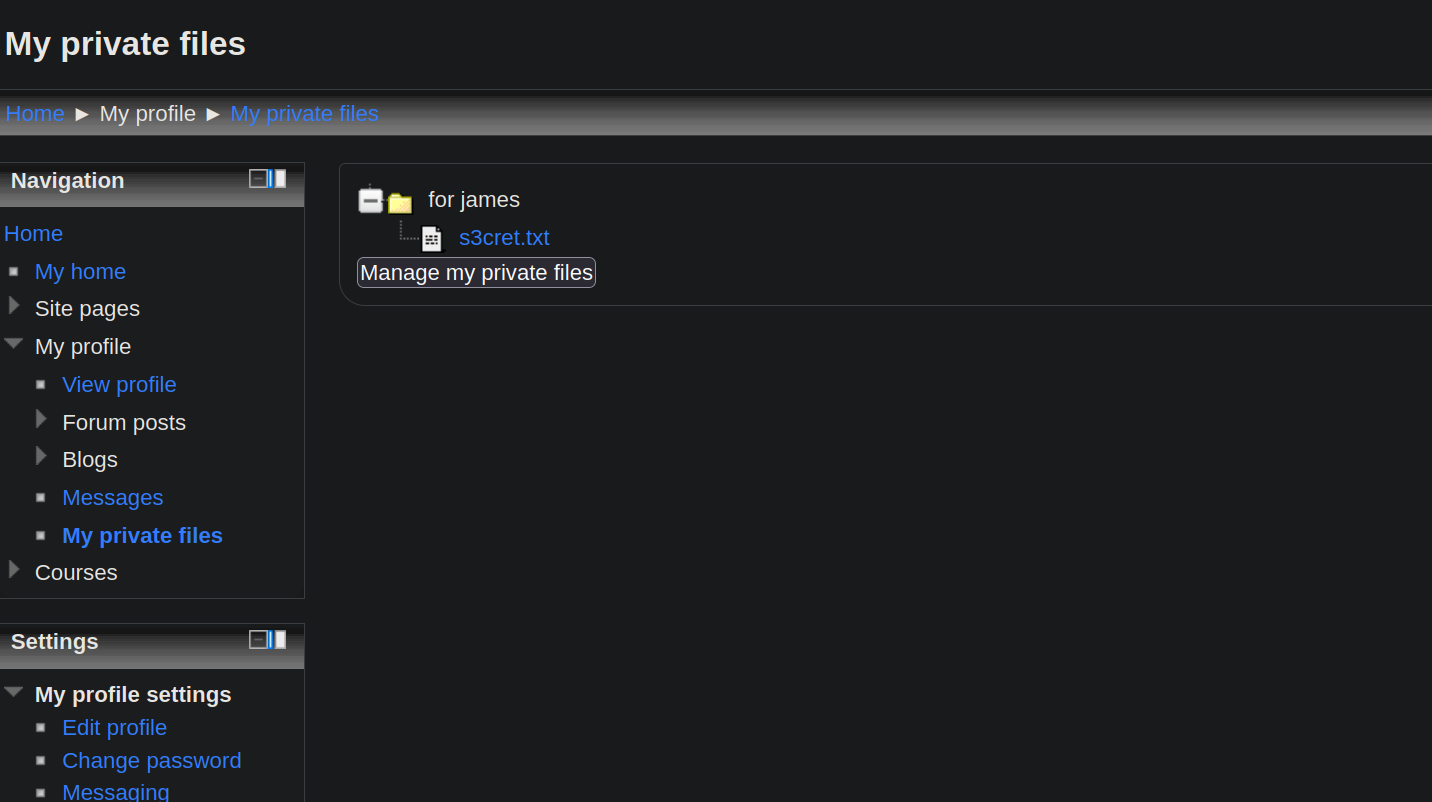 My private files
Home ► My profile ► My private files
Navigation
Home
My home
Site pages
My profile
View profile
Forum posts
Blogs
Messages
My private files
Courses
Settings
My profile settings
Edit profile
Change password
Messaging
for james
s3cret.txt
Manage my private files